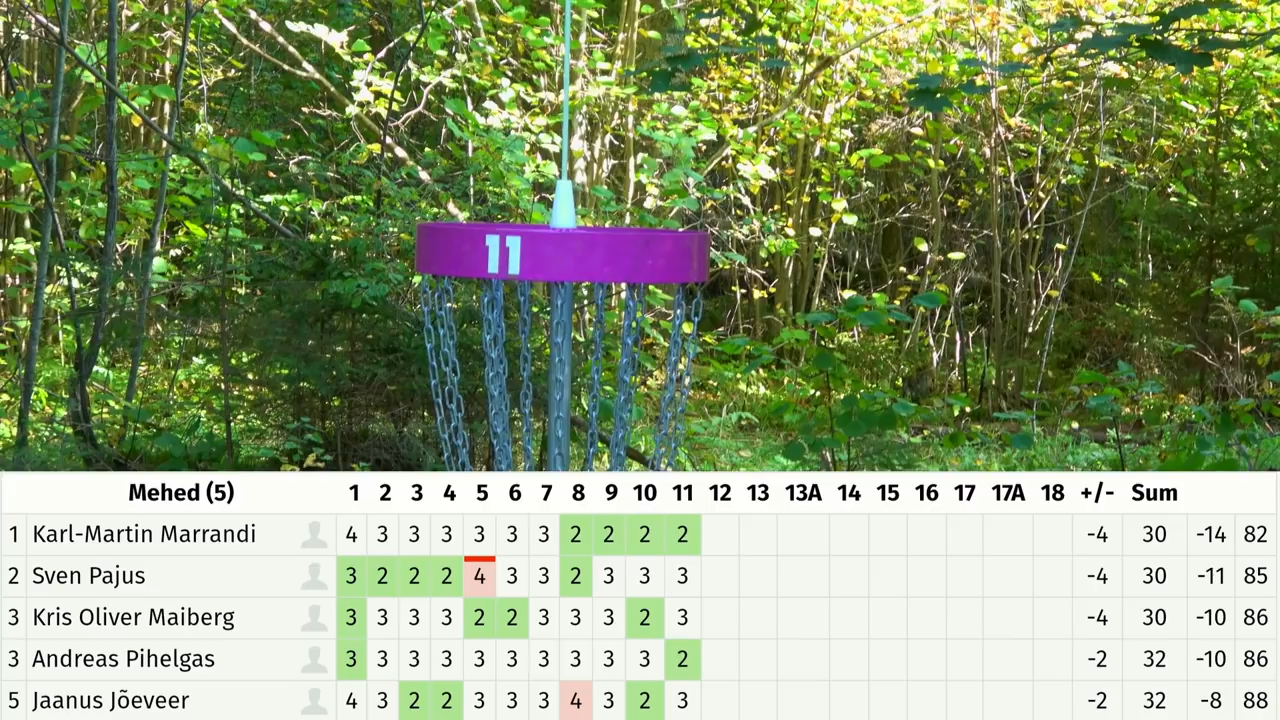 11
Mehed (5) 1 2 3 4 5 6 7 8 9 10 11 12 13 13A 14 15 16 17 17A 18 +/- Sum
1 Karl-Martin Marrandi 4 3 3 3 3 3 3 2 2 2 2 -4 30 -14 82
2 Sven Pajus 3 2 2 2 4 3 3 2 3 3 3 -4 30 -11 85
3 Kris Oliver Maiberg 3 3 3 3 2 2 3 3 3 2 3 -4 30 -10 86
3 Andreas Pihelgas 3 3 3 3 3 3 3 3 3 3 2 -2 32 -10 86
5 Jaanus Jõeveer 4 3 2 2 3 3 3 4 3 2 3 -2 32 -8 88